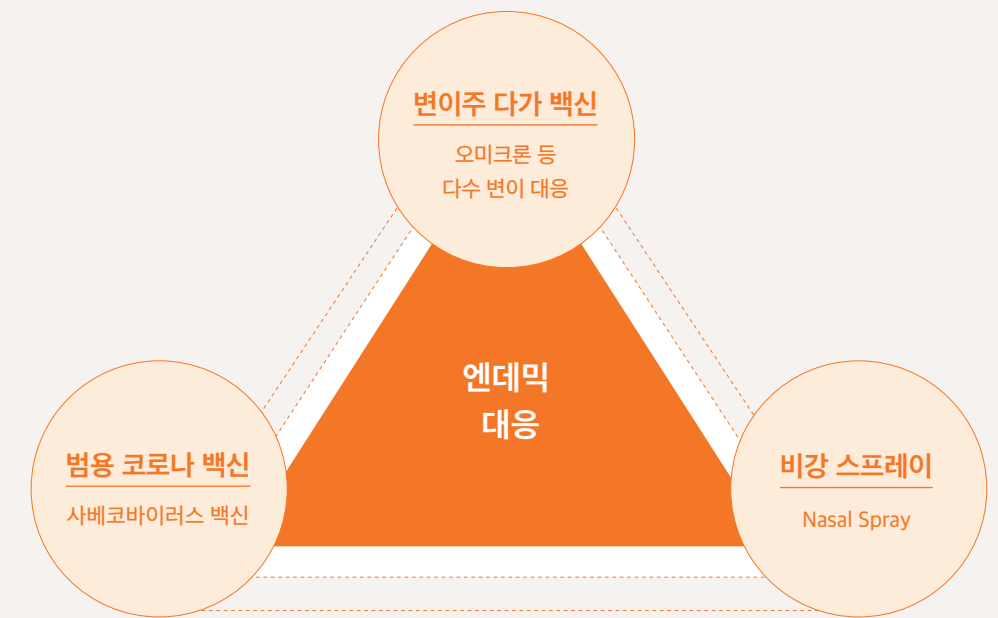 변이주 다가 백신
오미크론 등
다수 변이 대응
엔데믹
대응
범용 코로나 백신
사베코바이러스 백신
비강 스프레이
Nasal Spray